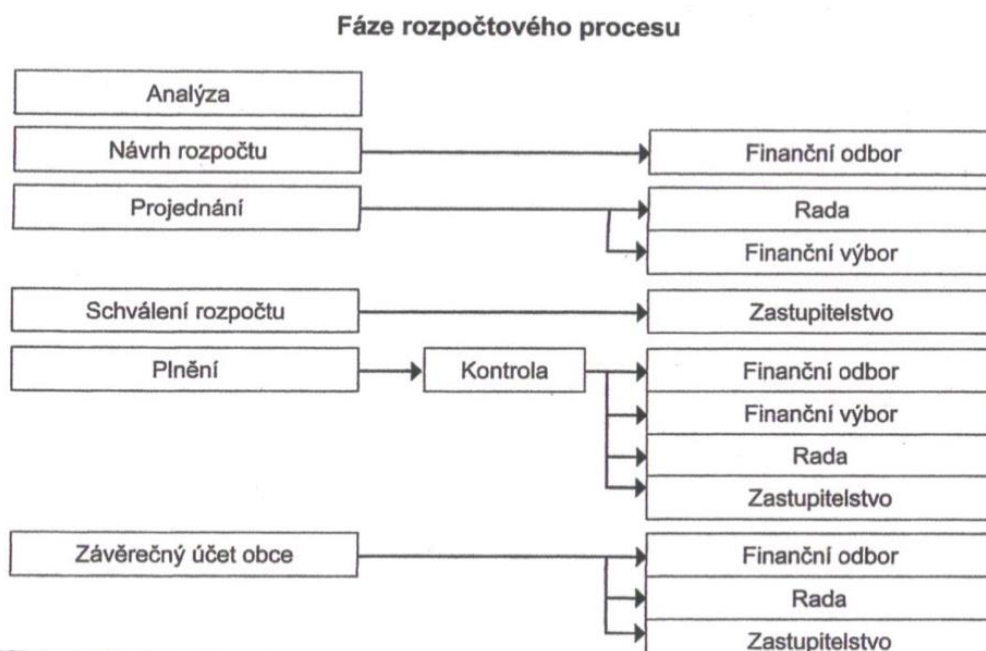 Fáze rozpočtového procesu
Analýza
Návrh rozpočtu
Finanční odbor
Projednání
Rada
Finanční výbor
Schválení rozpočtu
Zastupitelstvo
Plnění
Kontrola
Finanční odbor
Finanční výbor
Rada
Zastupitelstvo
Závěrečný účet obce
Finanční odbor
Rada
Zastupitelstvo